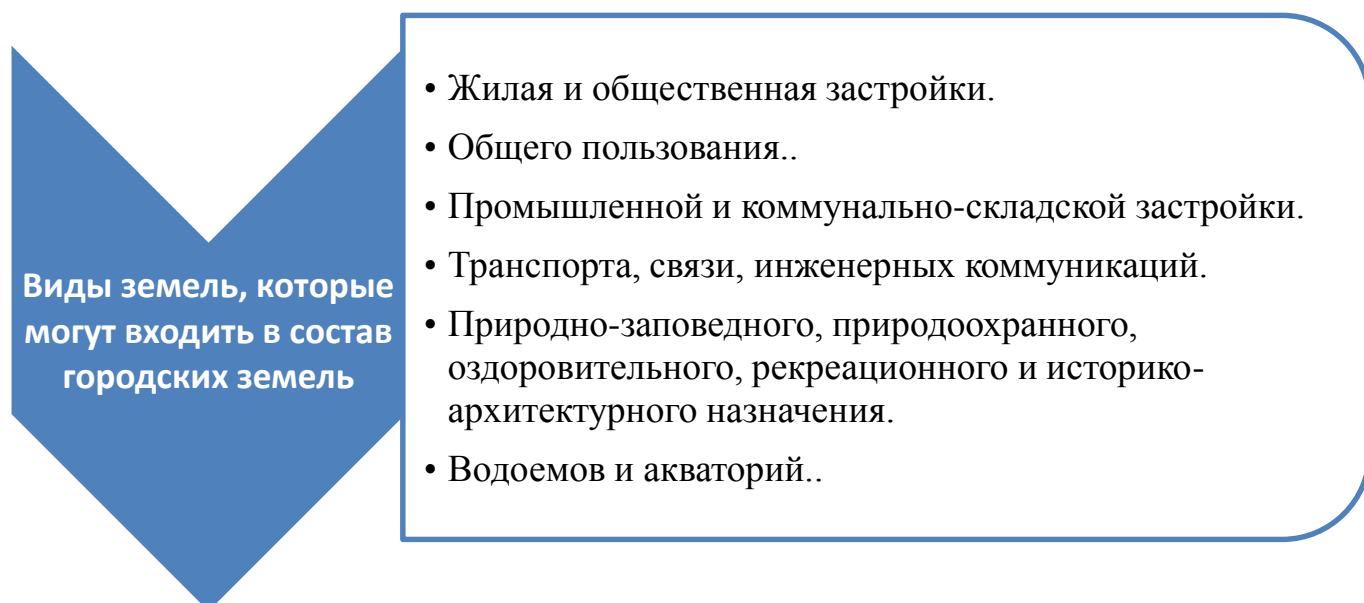 Виды земель, которые
могут входить в состав
городских земель
• Жилая и общественная застройки.
• Общего пользования..
• Промышленной и коммунально-складской застройки.
• Транспорта, связи, инженерных коммуникаций.
• Природно-заповедного, природоохранного,
оздоровительного, рекреационного и историко-
архитектурного назначения.
• Водоемов и акваторий..